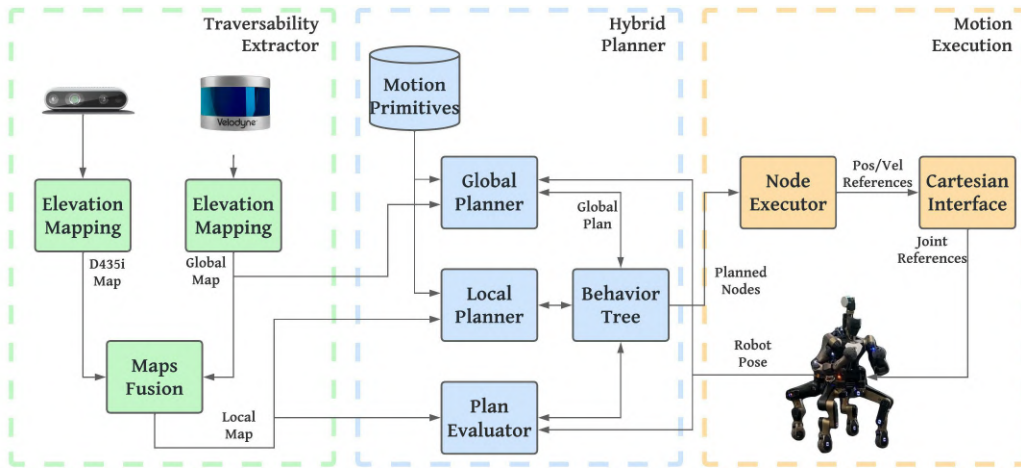 Traversability
Extractor
Hybrid
Planner
Motion
Execution
Velodyne
Motion
Primitives
Elevation
Mapping
Elevation
Mapping
Global
Planner
Node
Executor
Pos/Vel
References
Cartesian
Interface
Global
Plan
D435i
Map
Global
Map
Joint
References
Local
Planner
Behavior
Tree
Planned
Nodes
Maps
Fusion
Robot
Pose
Local
Map
Plan
Evaluator